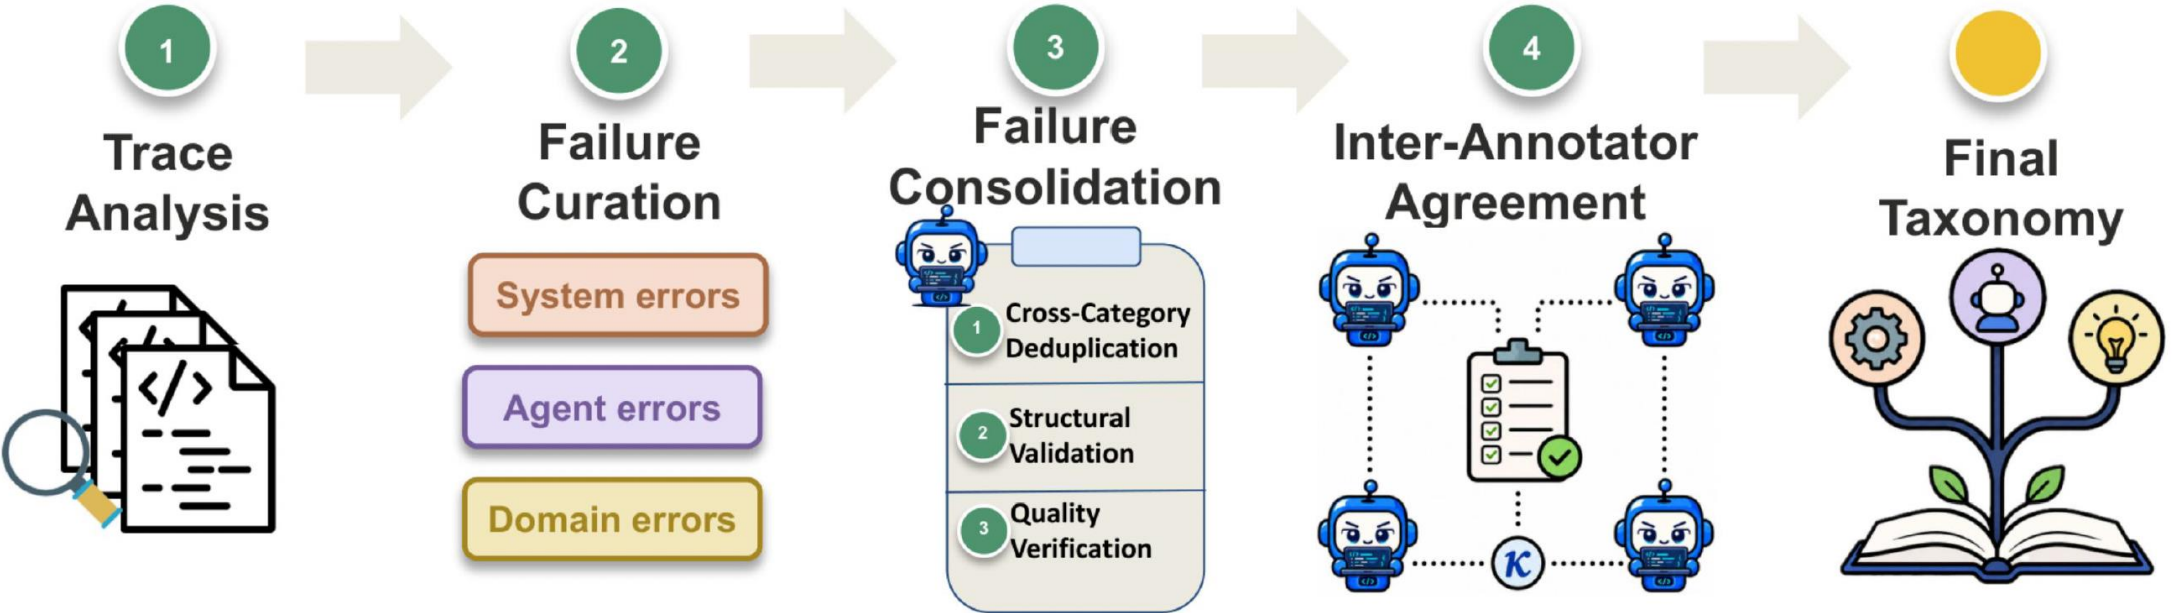 1
Trace
Analysis
</>
2
Failure
Curation
System errors
Agent errors
Domain errors
3
Failure
Consolidation
1
Cross-Category
Deduplication
2
Structural
Validation
3
Quality
Verification
4
Inter-Annotator
Agreement
κ
Final
Taxonomy